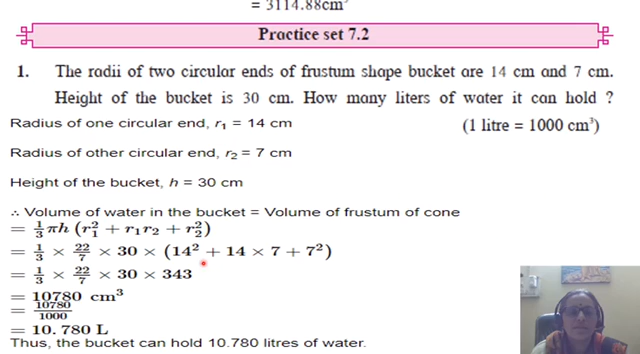 = 3114.88cm³
Practice set 7.2
1. The radii of two circular ends of frustum shape bucket are 14 cm and 7 cm.
Height of the bucket is 30 cm. How many liters of water it can hold ?
(1 litre = 1000 cm³)
Radius of one circular end, r₁ = 14 cm
Radius of other circular end, r₂ = 7 cm
Height of the bucket, h = 30 cm
∴ Volume of water in the bucket = Volume of frustum of cone
= 1/3 πh (r₁² + r₁r₂ + r₂²)
= 1/3 × 22/7 × 30 × (14² + 14 × 7 + 7²)
= 1/3 × 22/7 × 30 × 343
= 10780 cm³
= 10780/1000
= 10.780 L
Thus, the bucket can hold 10.780 litres of water.